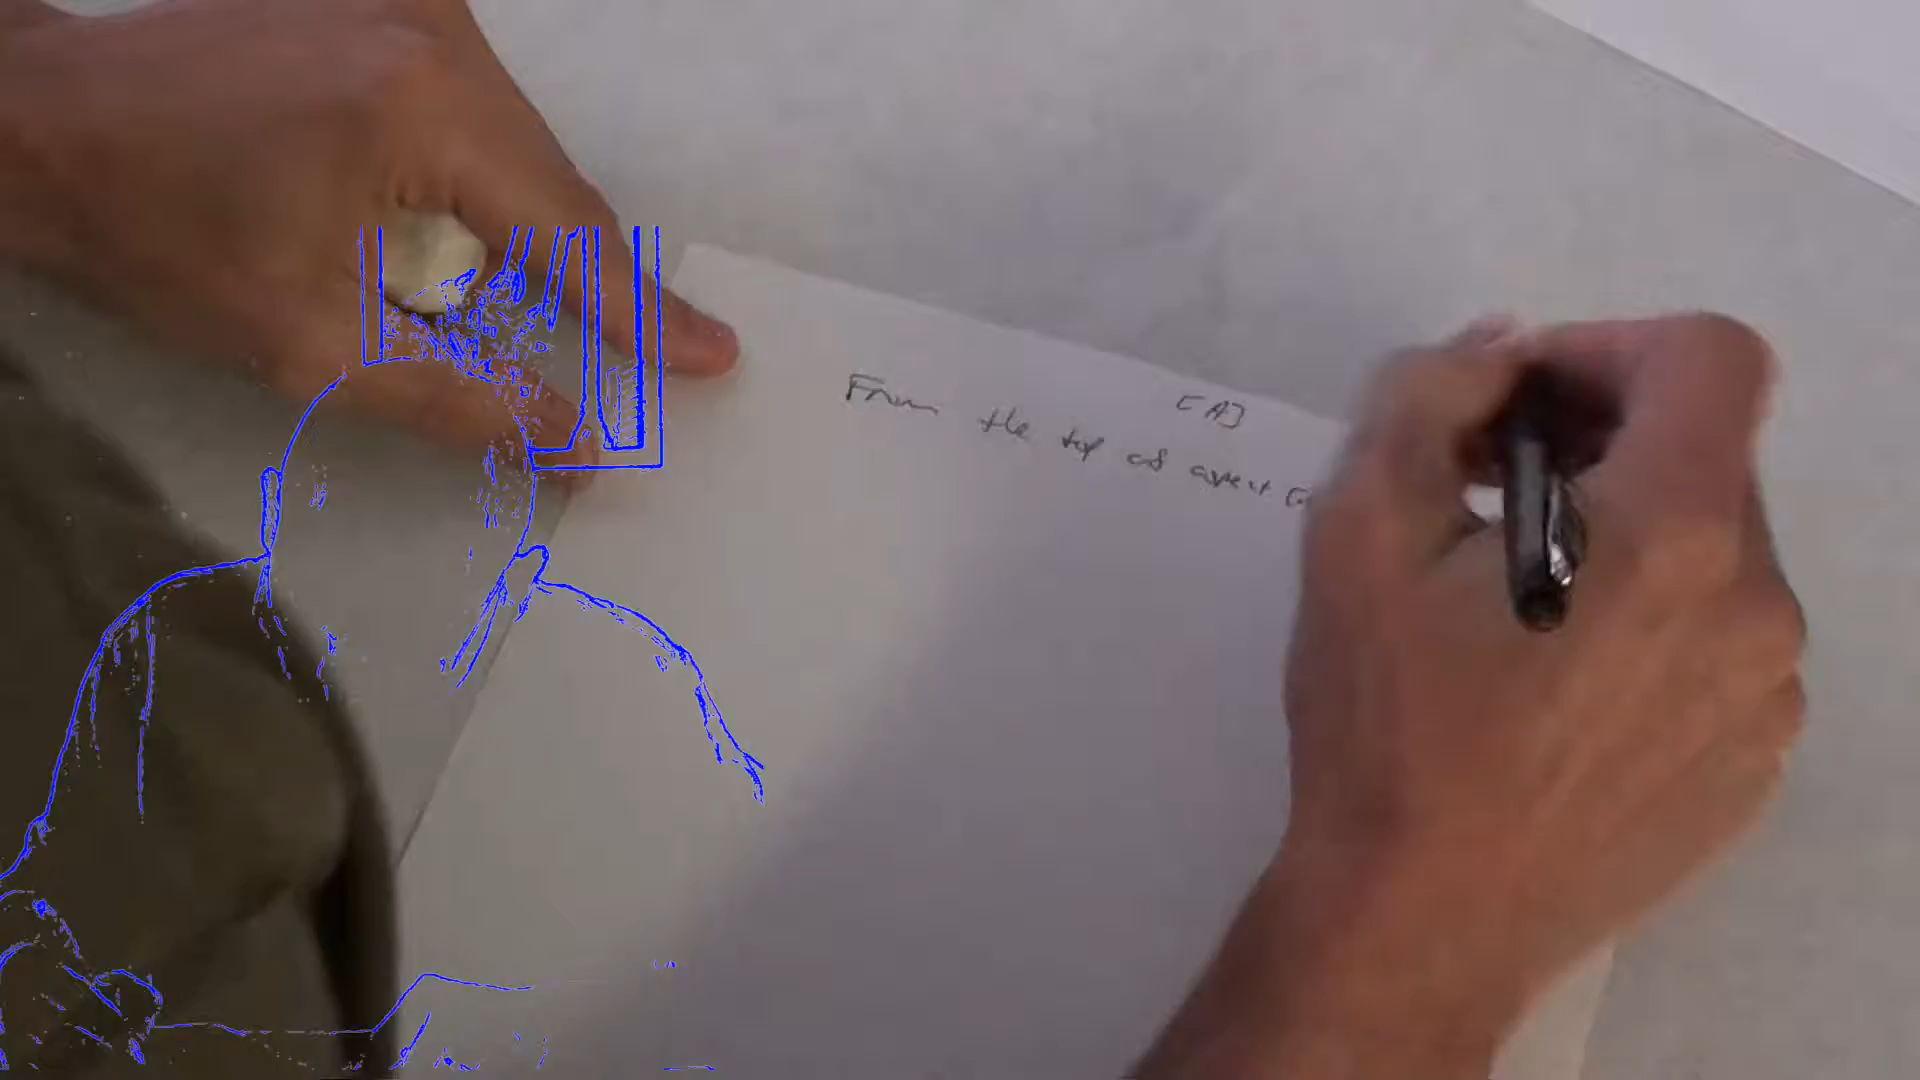 [A]
From the top of